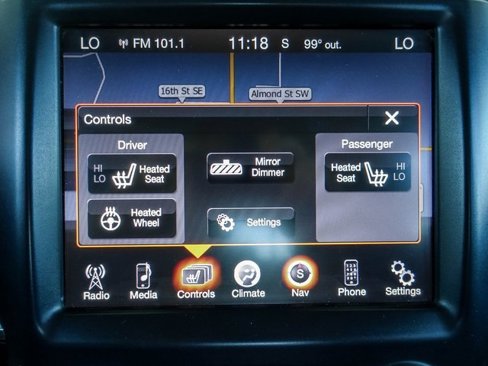 LO FM 101.1 11:18 S 99° out. LO
16th St SE Almond St SW
Controls X
Driver Passenger
HI LO Heated Seat Mirror Dimmer Heated Seat HI LO
Heated Wheel Settings
S
Radio Media Controls Climate Nav Phone Settings